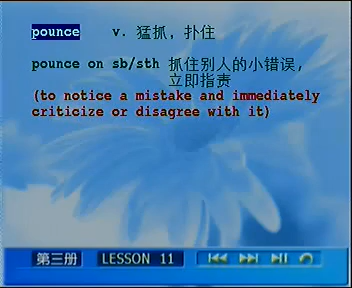 pounce v. 猛抓，扑住
pounce on sb/sth 抓住别人的小错误，
立即指责
(to notice a mistake and immediately
criticize or disagree with it)
第三册 LESSON 11